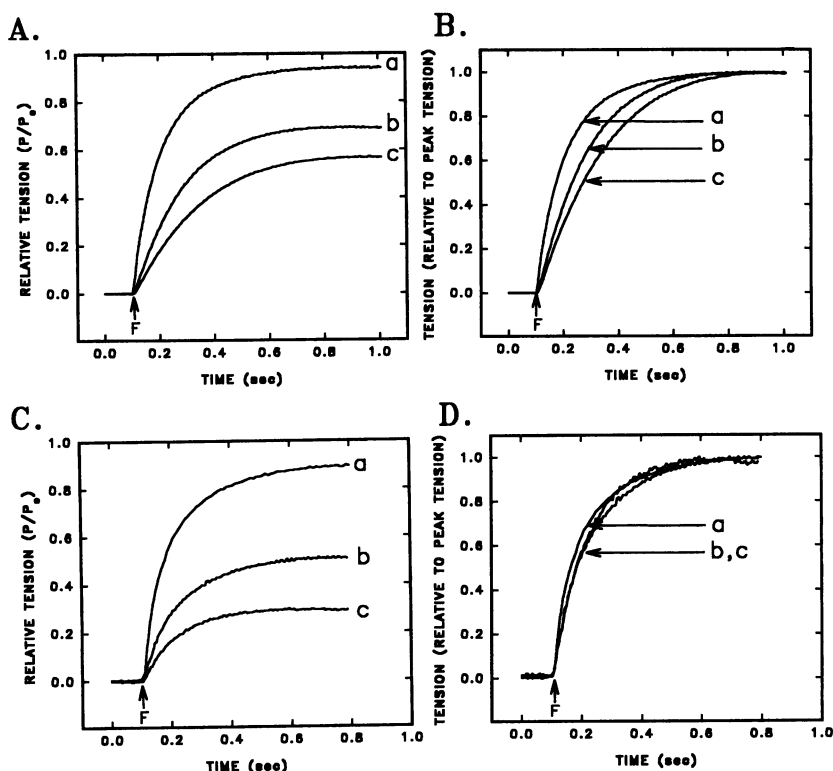 A.
RELATIVE TENSION (P/Pₒ)
1.0
0.8
0.6
0.4
0.2
0.0
a
b
c
F
0.0 0.2 0.4 0.6 0.8 1.0
TIME (sec)
B.
TENSION (RELATIVE TO PEAK TENSION)
1.0
0.8
0.6
0.4
0.2
0.0
a
b
c
F
0.0 0.2 0.4 0.6 0.8 1.0
TIME (sec)
C.
RELATIVE TENSION (P/Pₒ)
1.0
0.8
0.6
0.4
0.2
0.0
a
b
c
F
0.0 0.2 0.4 0.6 0.8 1.0
TIME (sec)
D.
TENSION (RELATIVE TO PEAK TENSION)
1.0
0.8
0.6
0.4
0.2
0.0
a
b,c
F
0.0 0.2 0.4 0.6 0.8 1.0
TIME (sec)